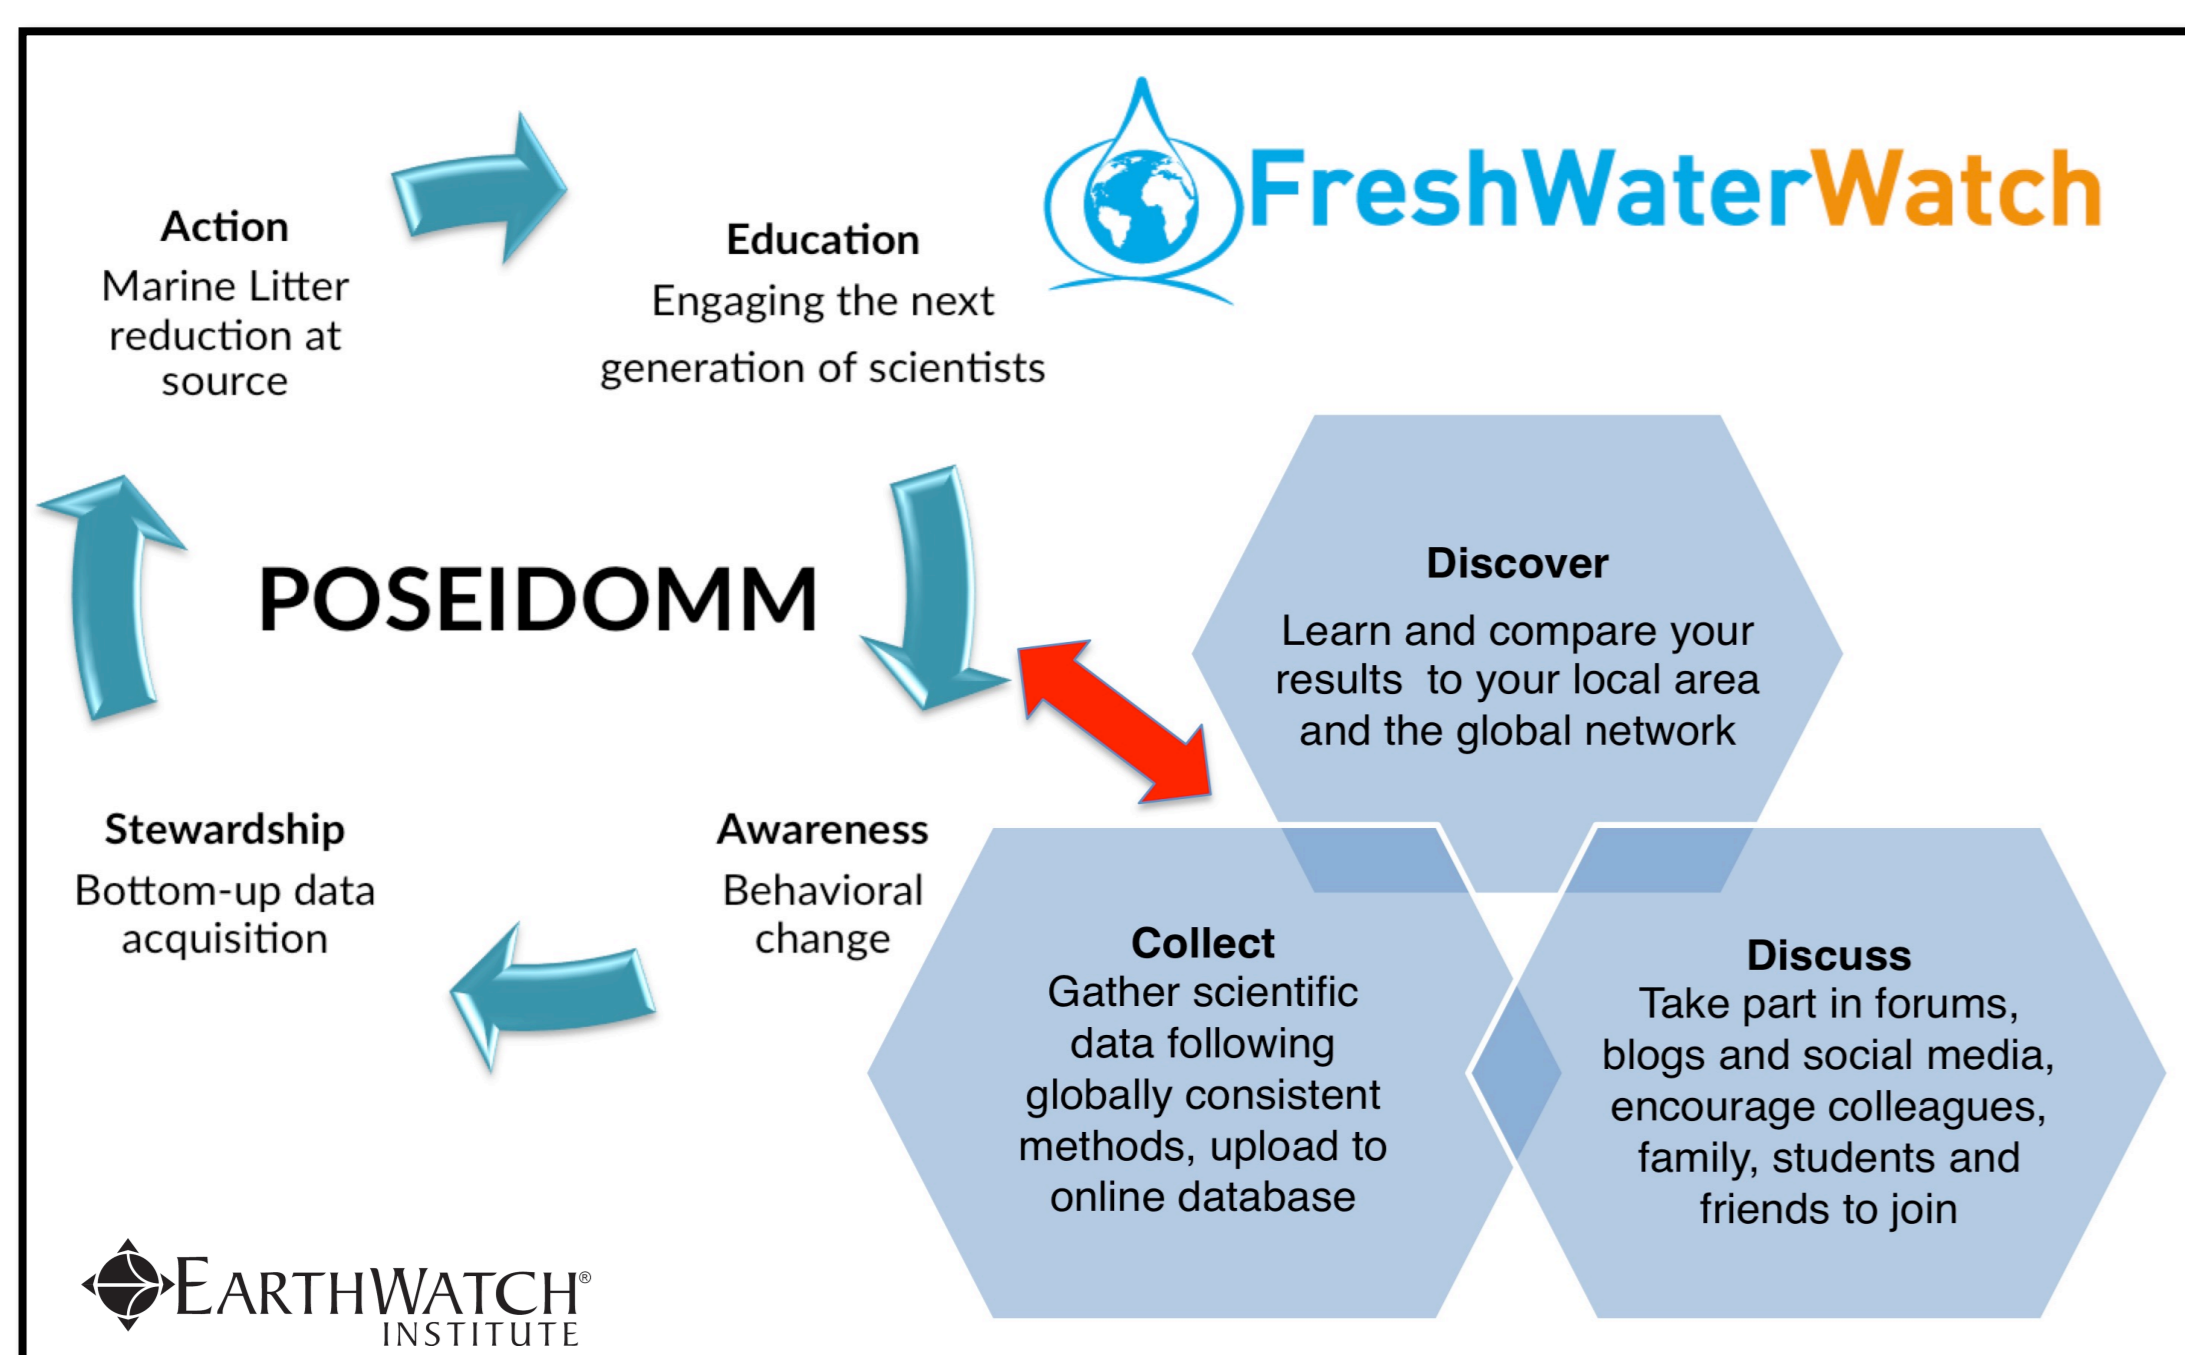 FreshWaterWatch
Action
Marine Litter
reduction at
source
Education
Engaging the next
generation of scientists
POSEIDOMM
Stewardship
Bottom-up data
acquisition
Awareness
Behavioral
change
Discover
Learn and compare your
results to your local area
and the global network
Collect
Gather scientific
data following
globally consistent
methods, upload to
online database
Discuss
Take part in forums,
blogs and social media,
encourage colleagues,
family, students and
friends to join
EARTHWATCH®
INSTITUTE